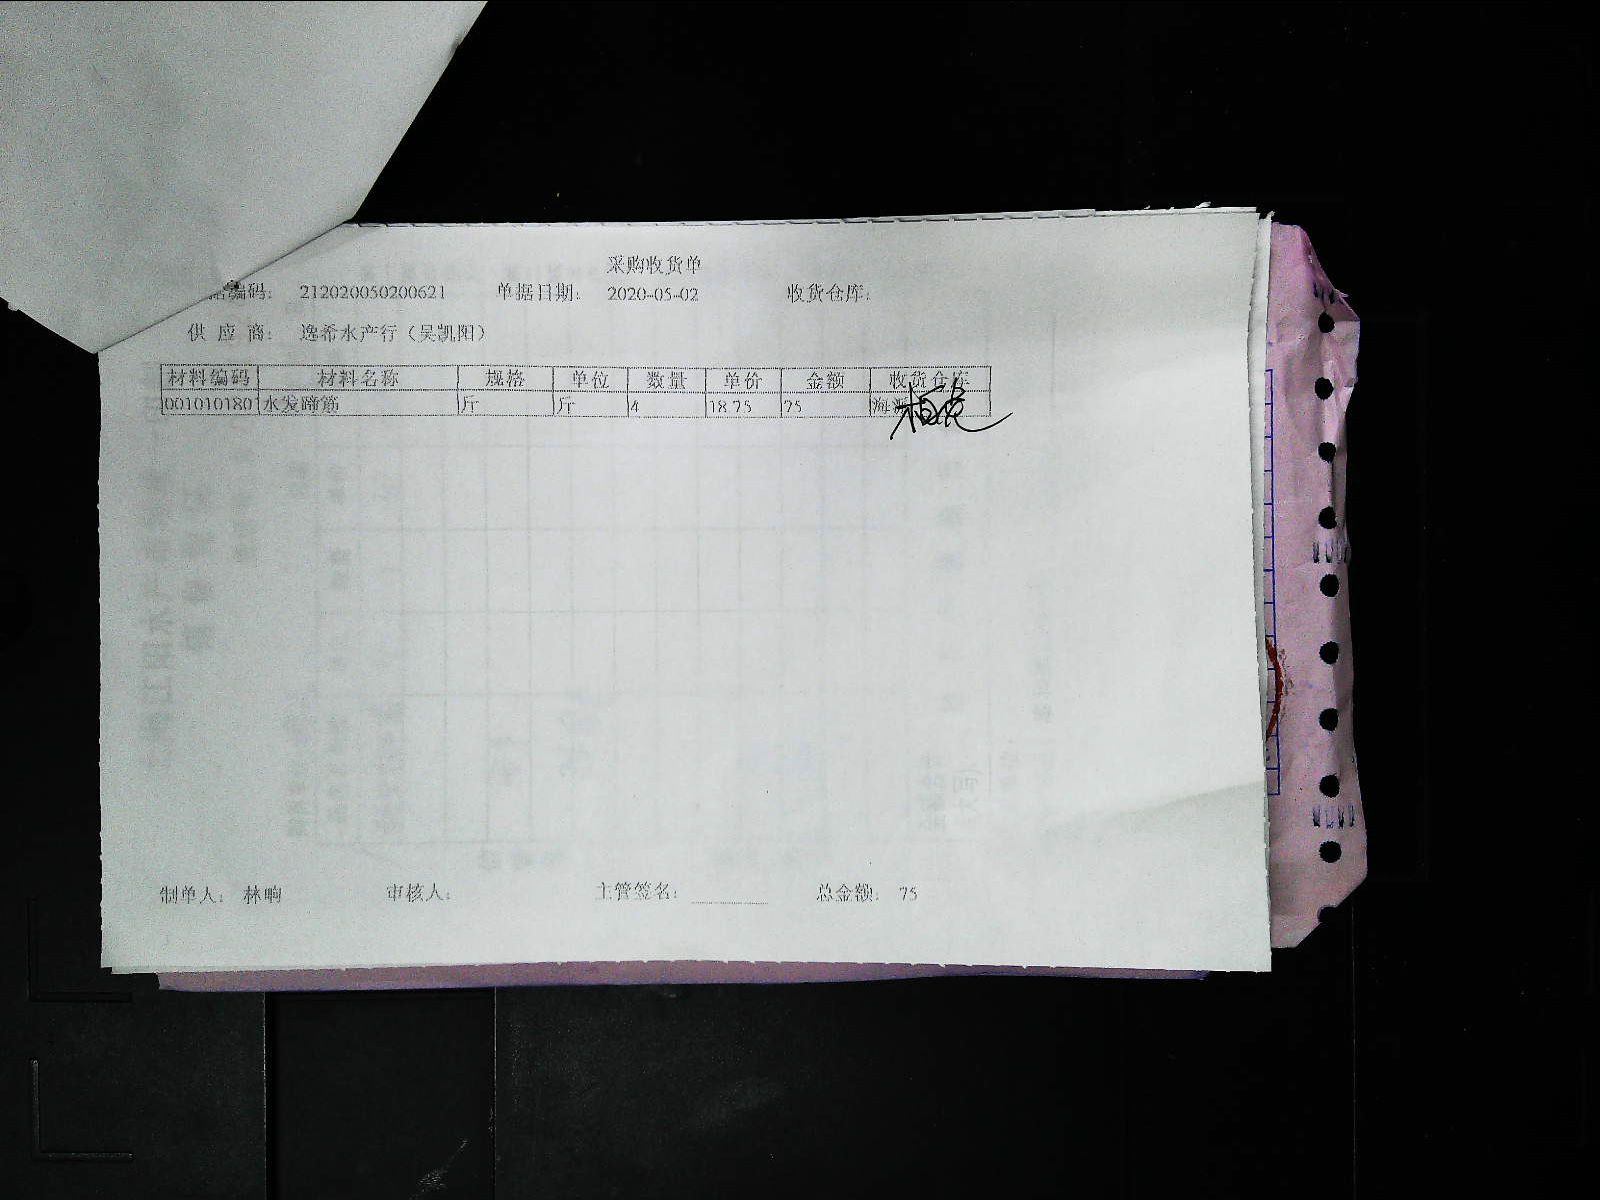 采购收货单
据编码: 212020050200621 单据日期: 2020-05-02 收货仓库:
供 应 商: 逸希水产行（吴凯阳）
材料编码 材料名称 规格 单位 数量 单价 金额 收货仓库
0010101801 水发蹄筋 斤 斤 4 18.75 75 海
制单人: 林响 审核人: 主管签名: 总金额: 75